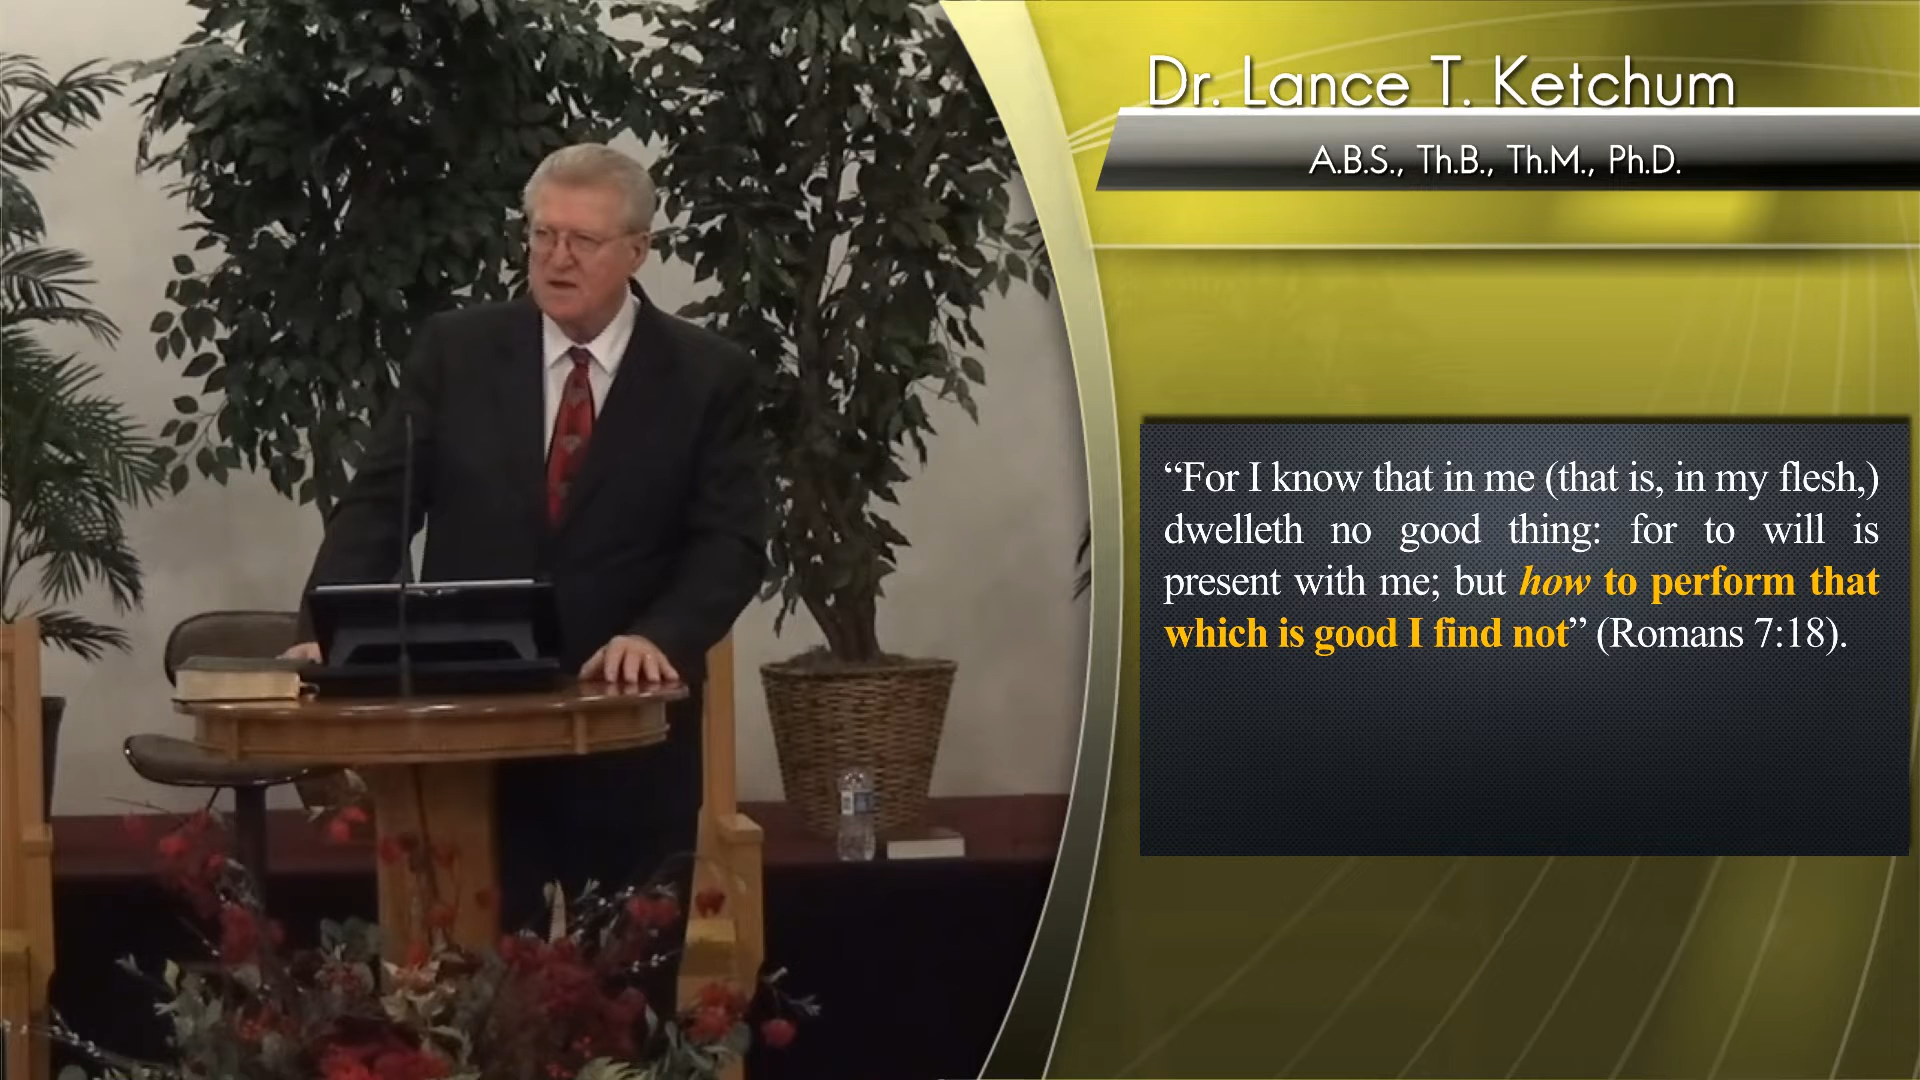 Dr. Lance T. Ketchum
A.B.S., Th.B., Th.M., Ph.D.
“For I know that in me (that is, in my flesh,)
dwelleth no good thing: for to will is
present with me; but how to perform that
which is good I find not” (Romans 7:18).